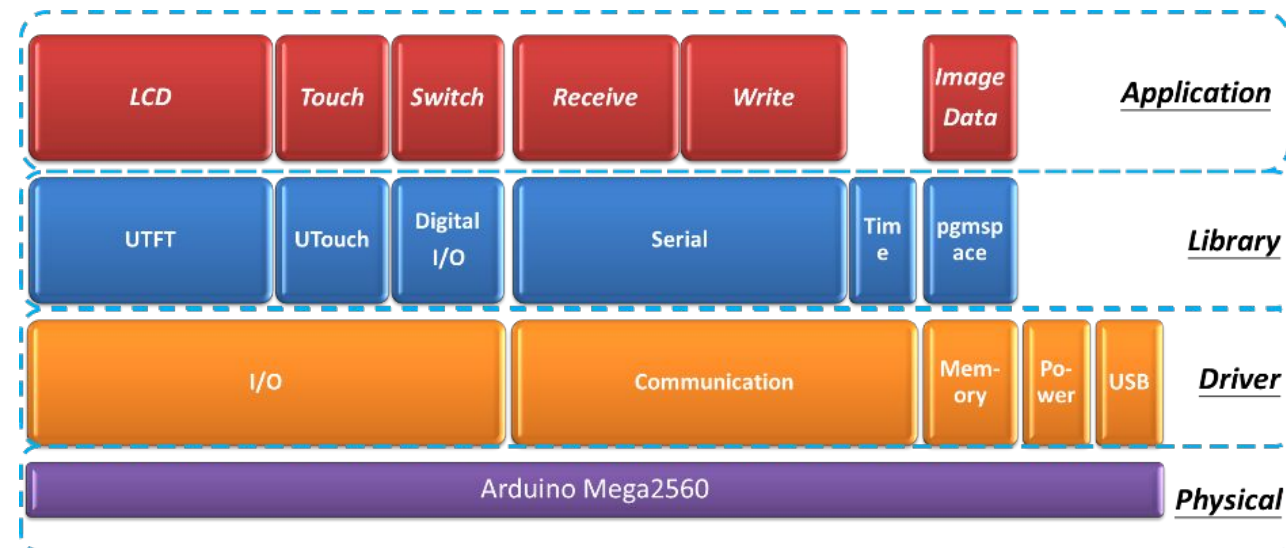 LCD
Touch
Switch
Receive
Write
Image
Data
Application
UTFT
UTouch
Digital
I/O
Serial
Tim
e
pgmsp
ace
Library
I/O
Communication
Mem-
ory
Po-
wer
USB
Driver
Arduino Mega2560
Physical